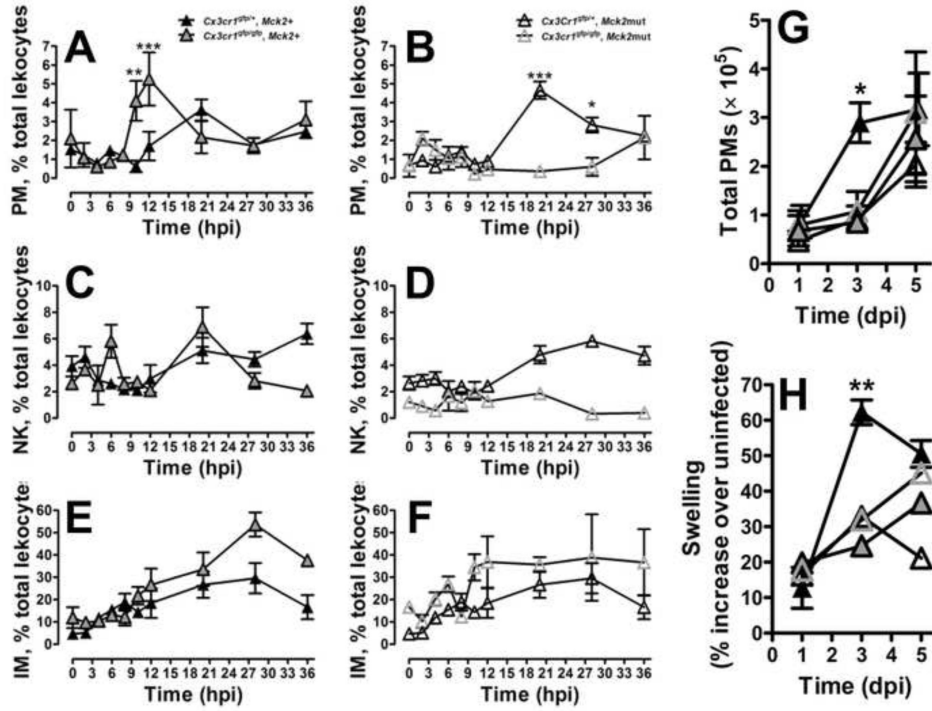 A
Cx3cr1gfp/+, Mck2+
Cx3cr1gfp/gfp, Mck2+
PM, % total lekocytes
7
6
5
4
3
2
1
0
** ***
0 3 6 9 12 15 18 21 24 27 30 33 36
Time (hpi)
B
Cx3Cr1gfp/+, Mck2mut
Cx3cr1gfp/gfp, Mck2mut
PM, % total lekocytes
7
6
5
4
3
2
1
0
*** *
0 3 6 9 12 15 18 21 24 27 30 33 36
Time (hpi)
G
Total PMs (× 10⁵)
5
4
3
2
1
0
*
0 1 2 3 4 5
Time (dpi)
C
NK, % total lekocytes
10
8
6
4
2
0
0 3 6 9 12 15 18 21 24 27 30 33 36
Time (hpi)
D
NK, % total lekocytes
10
8
6
4
2
0
0 3 6 9 12 15 18 21 24 27 30 33 36
Time (hpi)
H
Swelling
(% increase over uninfected)
70
60
50
40
30
20
10
0
**
0 1 2 3 4 5
Time (dpi)
E
IM, % total lekocyte
60
50
40
30
20
10
0
0 3 6 9 12 15 18 21 24 27 30 33 36
Time (hpi)
F
IM, % total lekocyte
60
50
40
30
20
10
0
0 3 6 9 12 15 18 21 24 27 30 33 36
Time (hpi)